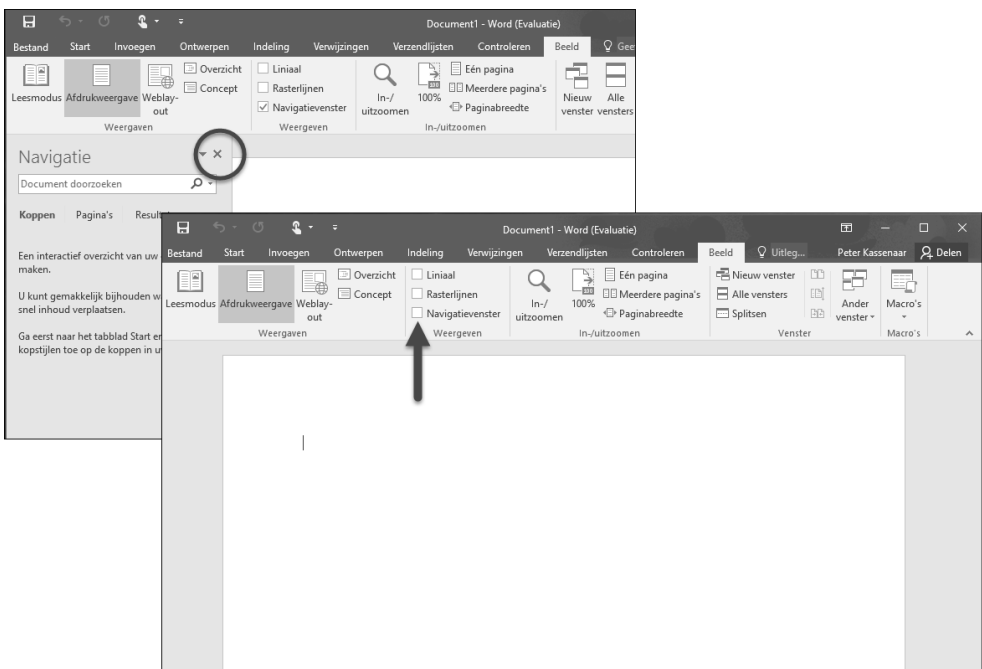 Document1 - Word (Evaluatie)
Bestand Start Invoegen Ontwerpen Indeling Verwijzingen Verzendlijsten Controleren Beeld Gee
Leesmodus Afdrukweergave Weblay-
out
Overzicht
Concept
Weergaven
Liniaal
Rasterlijnen
Navigatievenster
Weergeven
In-/
uitzoomen
100%
Eén pagina
Meerdere pagina's
Paginabreedte
In-/uitzoomen
Nieuw
venster
Alle
vensters
Navigatie
Document doorzoeken
Koppen Pagina's
Een interactief overzicht van uw
maken.
U kunt gemakkelijk bijhouden w
snel inhoud verplaatsen.
Ga eerst naar het tabblad Start er
kopstijlen toe op de koppen in u
Document1 - Word (Evaluatie)
Bestand Start Invoegen Ontwerpen Indeling Verwijzingen Verzendlijsten Controleren Beeld Uitleg... Peter Kassenaar Delen
Leesmodus Afdrukweergave Weblay-
out
Overzicht
Concept
Weergaven
Liniaal
Rasterlijnen
Navigatievenster
Weergeven
In-/
uitzoomen
100%
Eén pagina
Meerdere pagina's
Paginabreedte
In-/uitzoomen
Nieuw venster
Alle vensters
Splitsen
Ander
venster
Venster
Macro's
Macro's